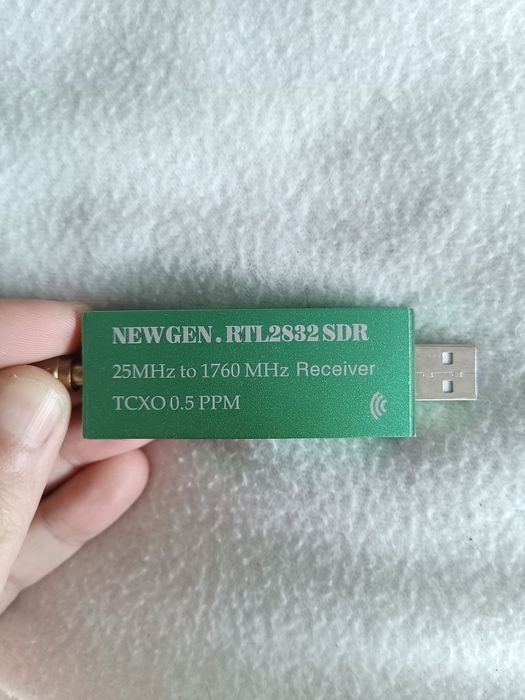 NEWGEN.RTL2832 SDR
25MHz to 1760 MHz Receiver
TCXO 0.5 PPM